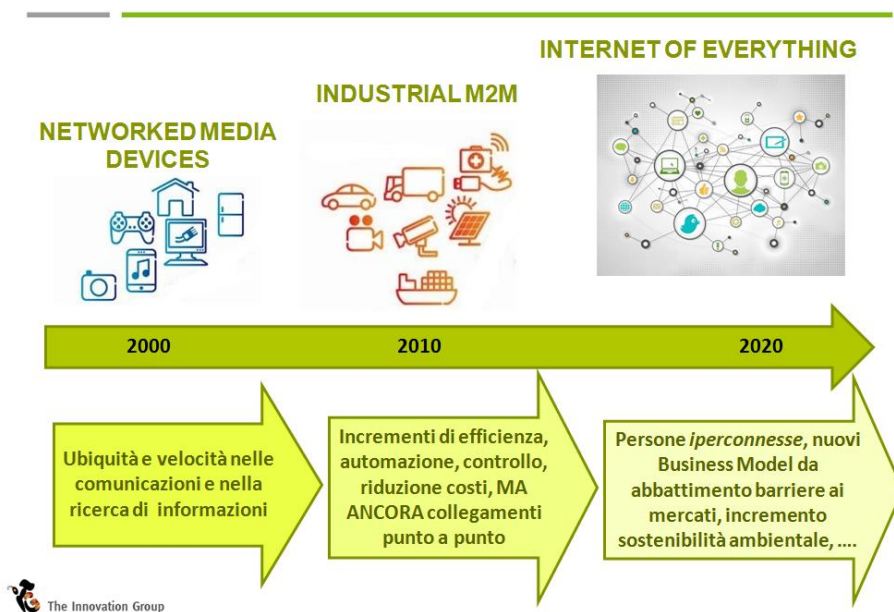 INTERNET OF EVERYTHING
INDUSTRIAL M2M
NETWORKED MEDIA
DEVICES
2000
2010
2020
Ubiquità e velocità nelle
comunicazioni e nella
ricerca di informazioni
Incrementi di efficienza,
automazione, controllo,
riduzione costi, MA
ANCORA collegamenti
punto a punto
Persone iperconnesse, nuovi
Business Model da
abbattimento barriere ai
mercati, incremento
sostenibilità ambientale, ....
The Innovation Group